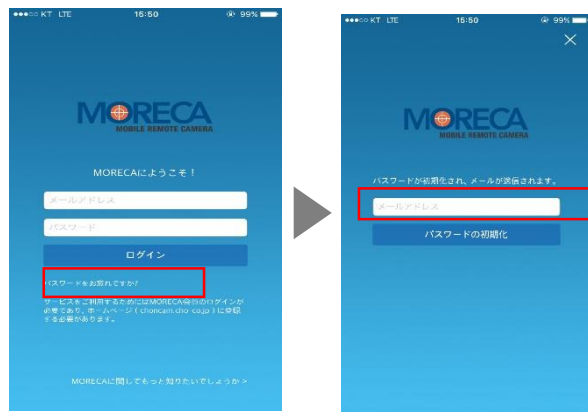 KT LTE 15:50 99%
MORECA
MOBILE REMOTE CAMERA
MORECAにようこそ！
メールアドレス
パスワード
ログイン
パスワードをお忘れですか?
サービスをご利用するためにはMORECA会員のログインが
必要であり、ホームページ(choricam.cho-co.jp)に登録
する必要があります。
MORECAに関してもっと知りたいでしょうか >
KT LTE 15:50 99%
MORECA
MOBILE REMOTE CAMERA
パスワードが初期化され、メールが送信されます。
メールアドレス
パスワードの初期化